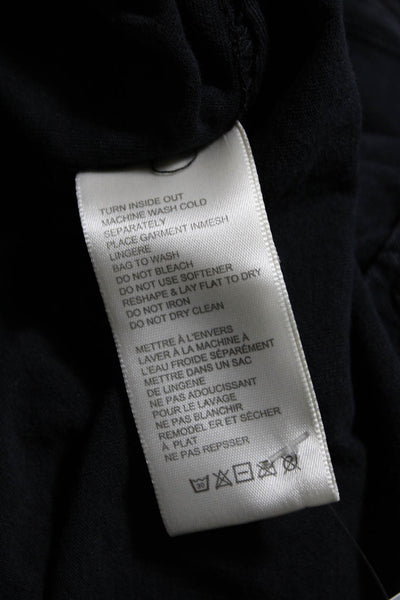 TURN INSIDE OUT
MACHINE WASH COLD
SEPARATELY
PLACE GARMENT INMESH
LINGERE
BAG TO WASH
DO NOT BLEACH
DO NOT USE SOFTENER
RESHAPE & LAY FLAT TO DRY
DO NOT IRON
DO NOT DRY CLEAN
METTRE À L'ENVERS
LAVER À LA MACHINE À
L'EAU FROIDE SÉPARÉMENT
METTRE DANS UN SAC
DE LINGENE
NE PAS ADOUCISSANT
POUR LE LAVAGE
NE PAS BLANCHIR
REMODEL ER ET SÈCHER
À PLAT
NE PAS REPSSER
30